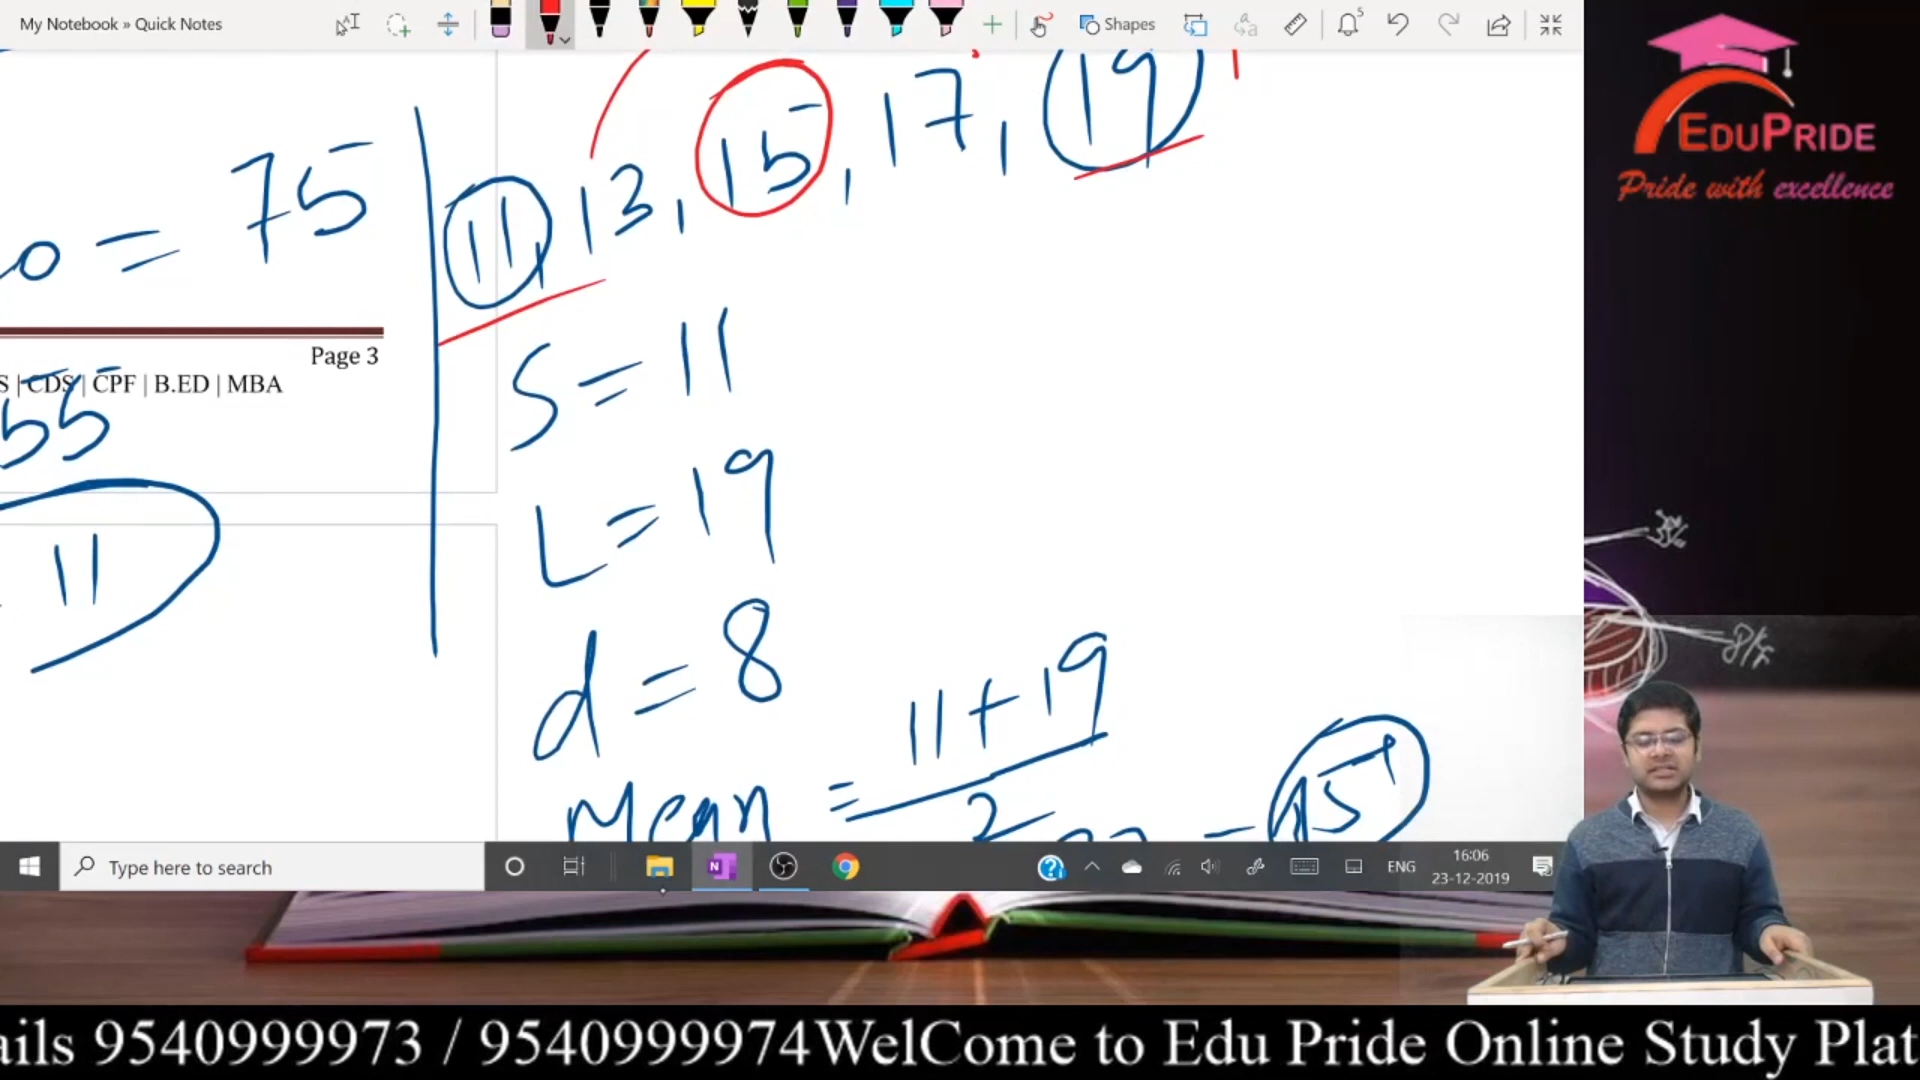 My Notebook » Quick Notes
Shapes
5
EDUPRIDE
Pride with excellence
= 75
11, 13, 15, 17, 19
Page 3
S | CDS | CPF | B.ED | MBA
55
11
S = 11
L = 19
d = 8
Mean = 11 + 19
2
= 15
Type here to search
ENG
16:06
23-12-2019
ails 9540999973 / 9540999974WelCome to Edu Pride Online Study Plat